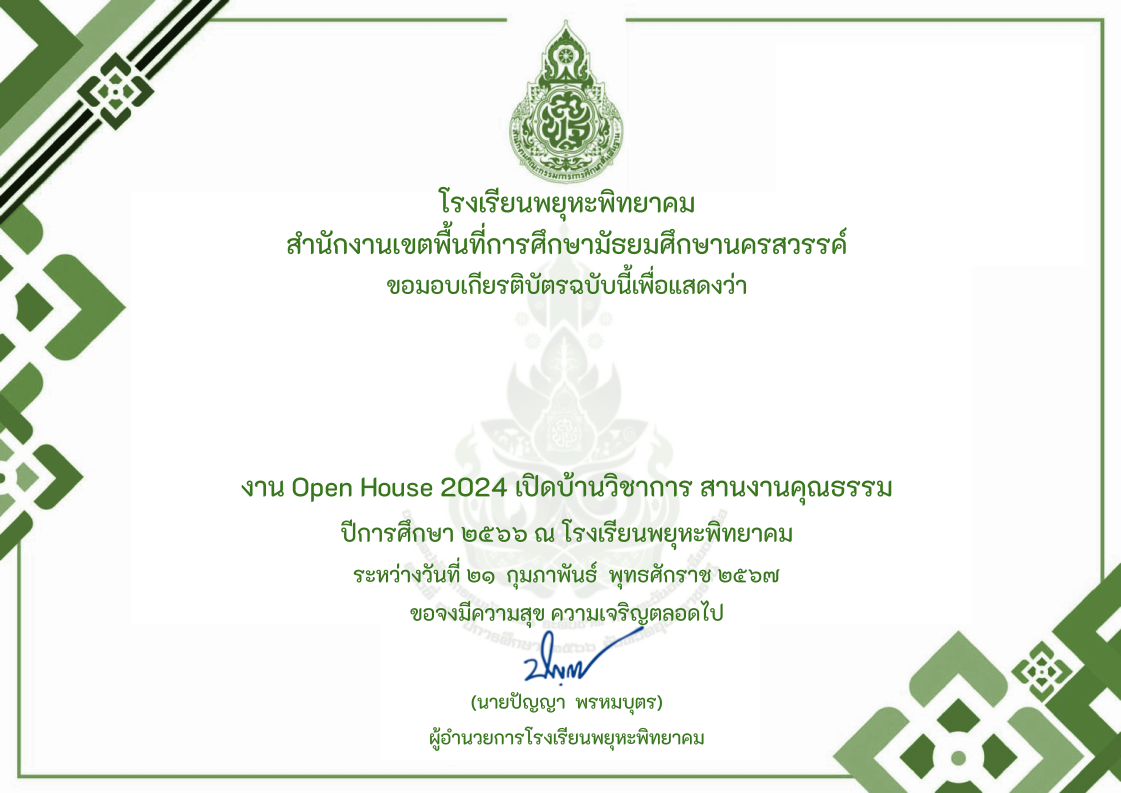 โรงเรียนพยุหะพิทยาคม
สำนักงานเขตพื้นที่การศึกษามัธยมศึกษานครสวรรค์
ขอมอบเกียรติบัตรฉบับนี้เพื่อแสดงว่า
งาน Open House 2024 เปิดบ้านวิชาการ สานงานคุณธรรม
ปีการศึกษา ๒๕๖๖ ณ โรงเรียนพยุหะพิทยาคม
ระหว่างวันที่ ๒๑ กุมภาพันธ์ พุทธศักราช ๒๕๖๗
ขอจงมีความสุข ความเจริญตลอดไป
(นายปัญญา พรหมบุตร)
ผู้อำนวยการโรงเรียนพยุหะพิทยาคม